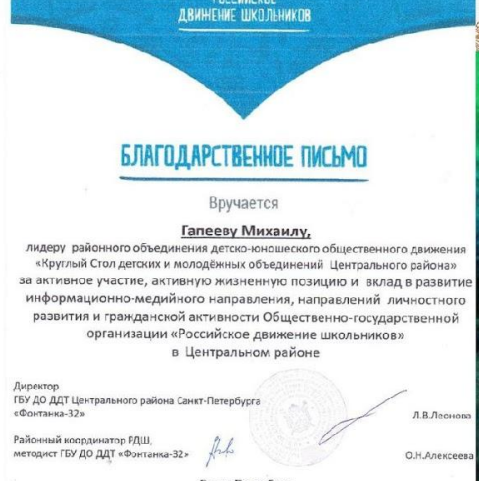 РОССИЙСКОЕ
ДВИЖЕНИЕ ШКОЛЬНИКОВ
БЛАГОДАРСТВЕННОЕ ПИСЬМО
Вручается
Гапееву Михаилу,
лидеру районного объединения детско-юношеского общественного движения
«Круглый Стол детских и молодёжных объединений Центрального района»
за активное участие, активную жизненную позицию и вклад в развитие
информационно-медийного направления, направлений личностного
развития и гражданской активности Общественно-государственной
организации «Российское движение школьников»
в Центральном районе
Директор
ГБУ ДО ДДТ Центрального района Санкт-Петербурга
«Фонтанка-32»
Л.В.Леонова
Районный координатор РДШ,
методист ГБУ ДО ДДТ «Фонтанка-32»
О.Н.Алексеева